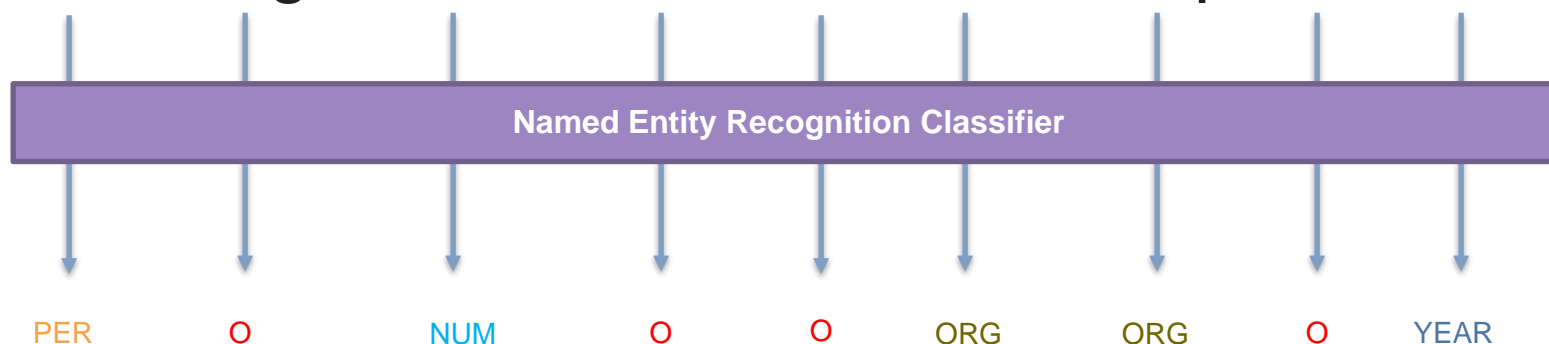 Named Entity Recognition Classifier
PER O NUM O O ORG ORG O YEAR